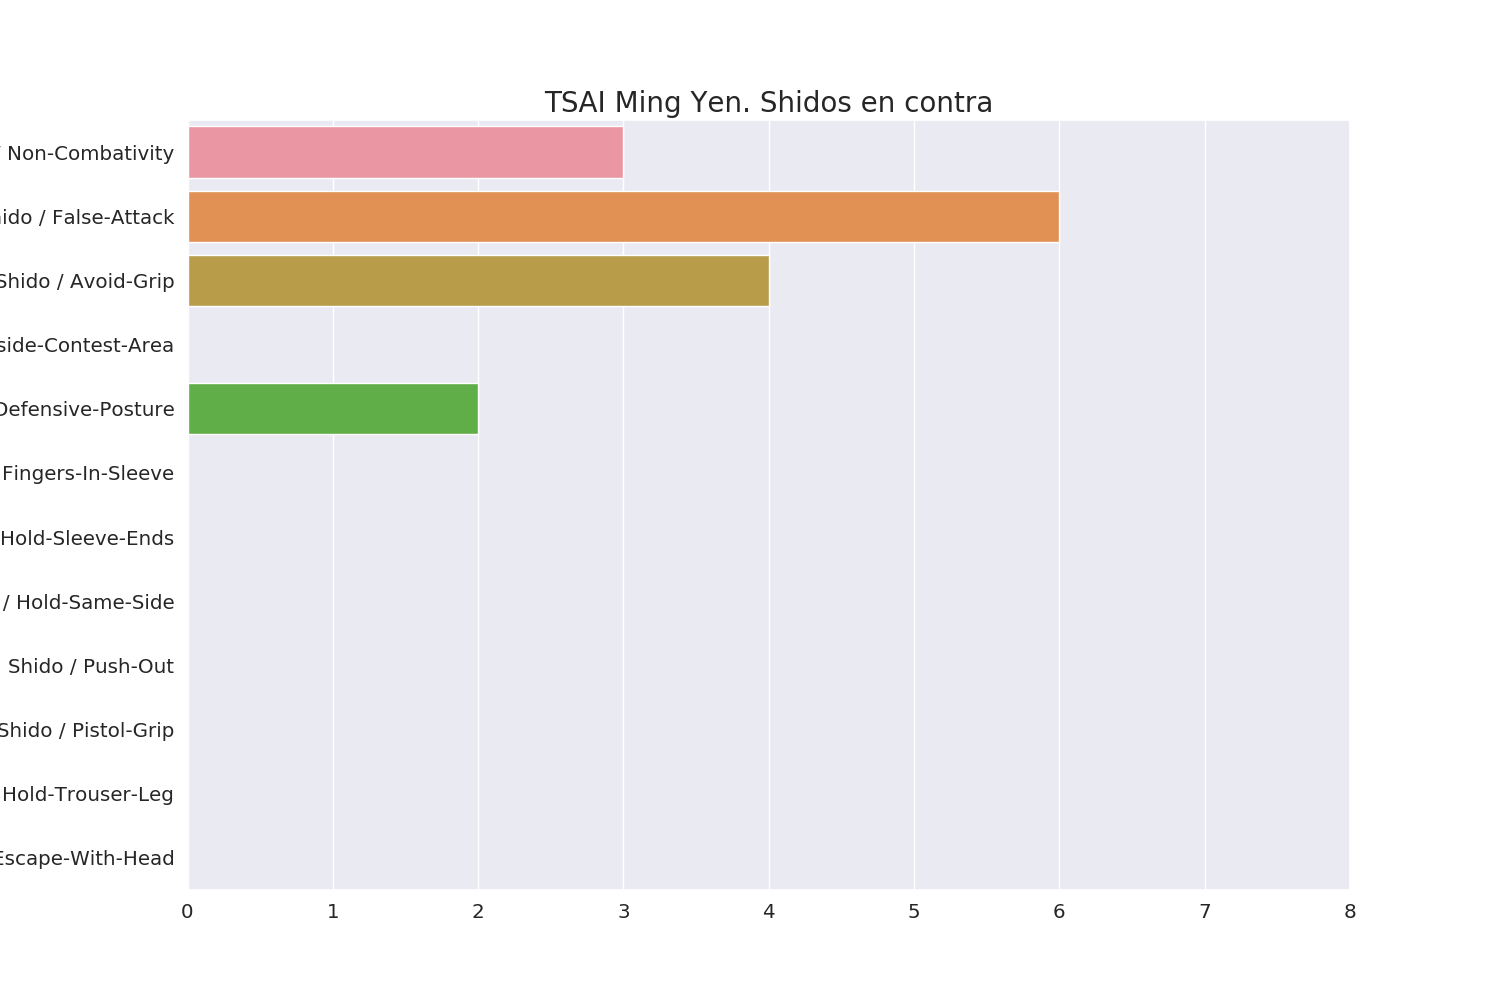 TSAI Ming Yen. Shidos en contra
/ Non-Combativity
ido / False-Attack
Shido / Avoid-Grip
side-Contest-Area
Defensive-Posture
Fingers-In-Sleeve
Hold-Sleeve-Ends
/ Hold-Same-Side
Shido / Push-Out
Shido / Pistol-Grip
Hold-Trouser-Leg
Escape-With-Head
0 1 2 3 4 5 6 7 8